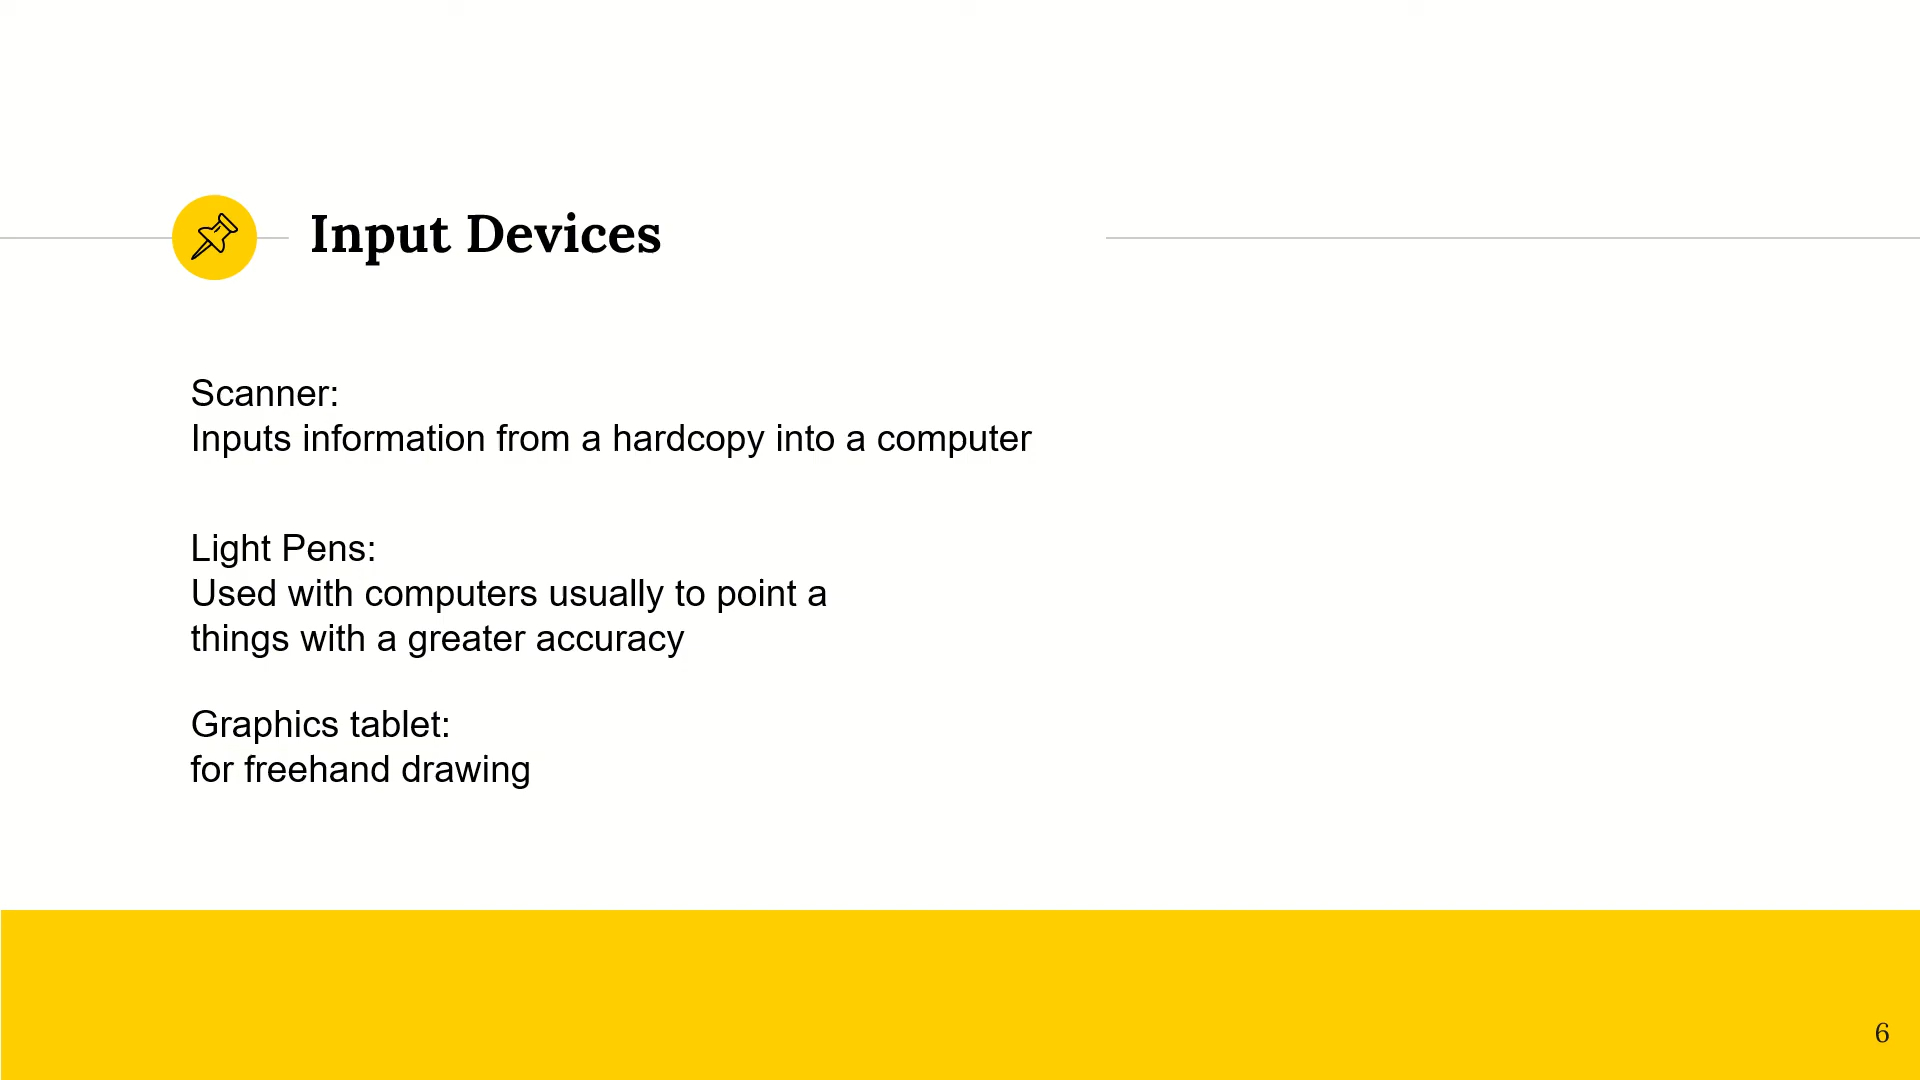 Input Devices
Scanner:
Inputs information from a hardcopy into a computer
Light Pens:
Used with computers usually to point a
things with a greater accuracy
Graphics tablet:
for freehand drawing
6